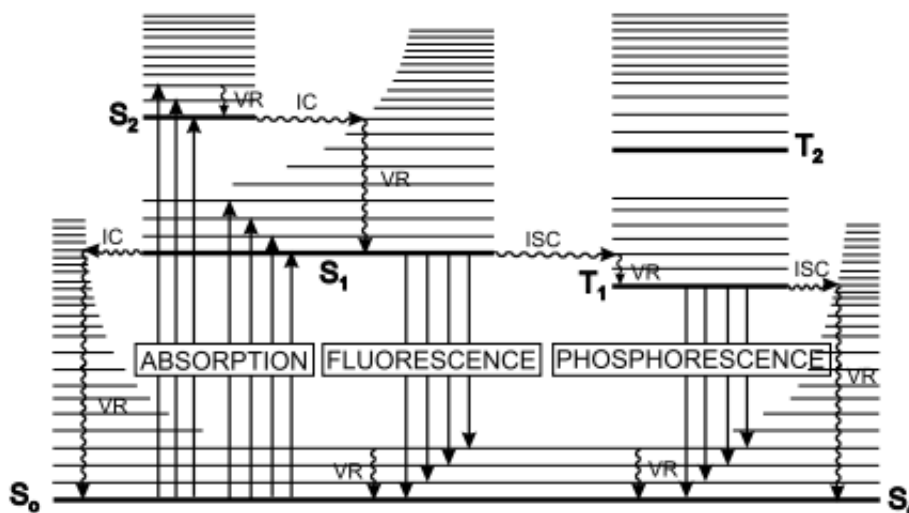 VR
IC
S₂
T₂
VR
IC
ISC
S₁
VR
ISC
T₁
ABSORPTION
FLUORESCENCE
PHOSPHORESCENCE
VR
VR
VR
VR
S₀